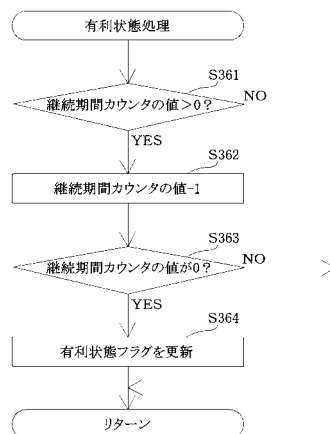 有利状態処理
S361
継続期間カウンタの値>0?
NO
YES
S362
継続期間カウンタの値-1
S363
継続期間カウンタの値が0?
NO
YES
S364
有利状態フラグを更新
リターン